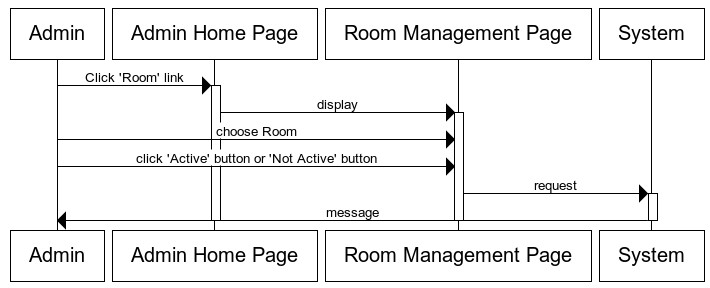 Admin
Admin Home Page
Room Management Page
System
Click 'Room' link
display
choose Room
click 'Active' button or 'Not Active' button
request
message
Admin
Admin Home Page
Room Management Page
System